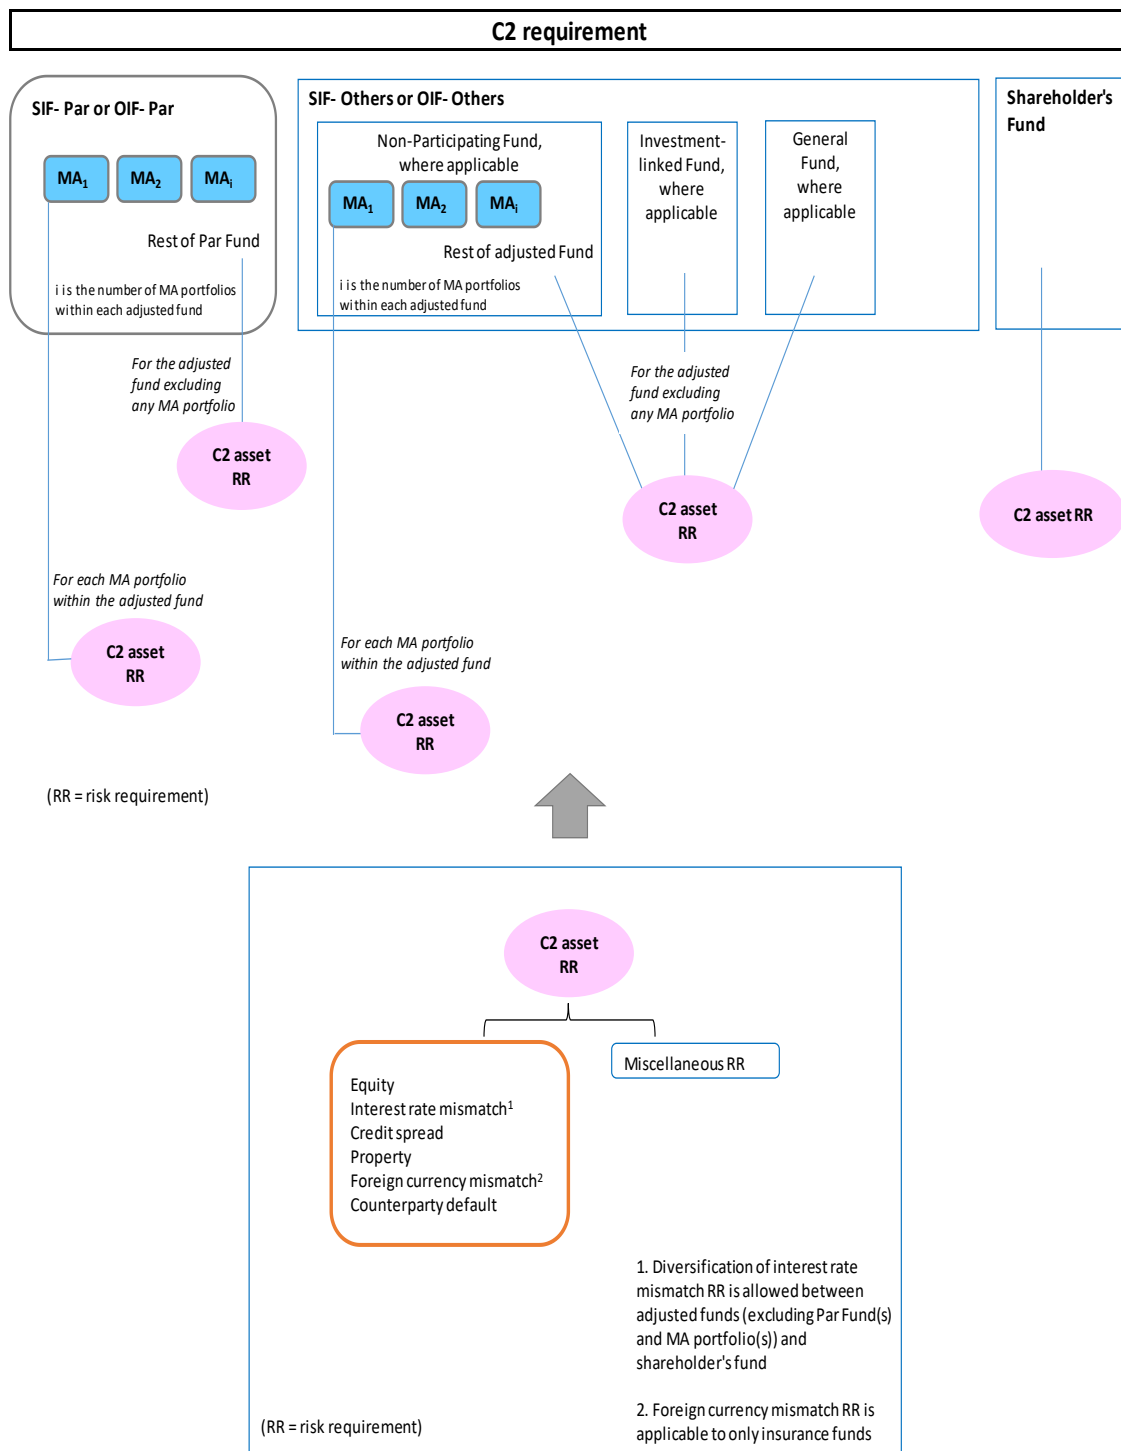 C2 requirement
SIF- Par or OIF- Par
MA1
MA2
MAi
Rest of Par Fund
i is the number of MA portfolios
within each adjusted fund
For the adjusted
fund excluding
any MA portfolio
C2 asset
RR
For each MA portfolio
within the adjusted fund
C2 asset
RR
SIF- Others or OIF- Others
Non-Participating Fund,
where applicable
MA1
MA2
MAi
Rest of adjusted Fund
i is the number of MA portfolios
within each adjusted fund
Investment-
linked Fund,
where
applicable
General
Fund,
where
applicable
For the adjusted
fund excluding
any MA portfolio
C2 asset
RR
For each MA portfolio
within the adjusted fund
C2 asset
RR
Shareholder's
Fund
C2 asset RR
(RR = risk requirement)
C2 asset
RR
Equity
Interest rate mismatch1
Credit spread
Property
Foreign currency mismatch2
Counterparty default
Miscellaneous RR
1. Diversification of interest rate
mismatch RR is allowed between
adjusted funds (excluding Par Fund(s)
and MA portfolio(s)) and
shareholder's fund
2. Foreign currency mismatch RR is
applicable to only insurance funds
(RR = risk requirement)